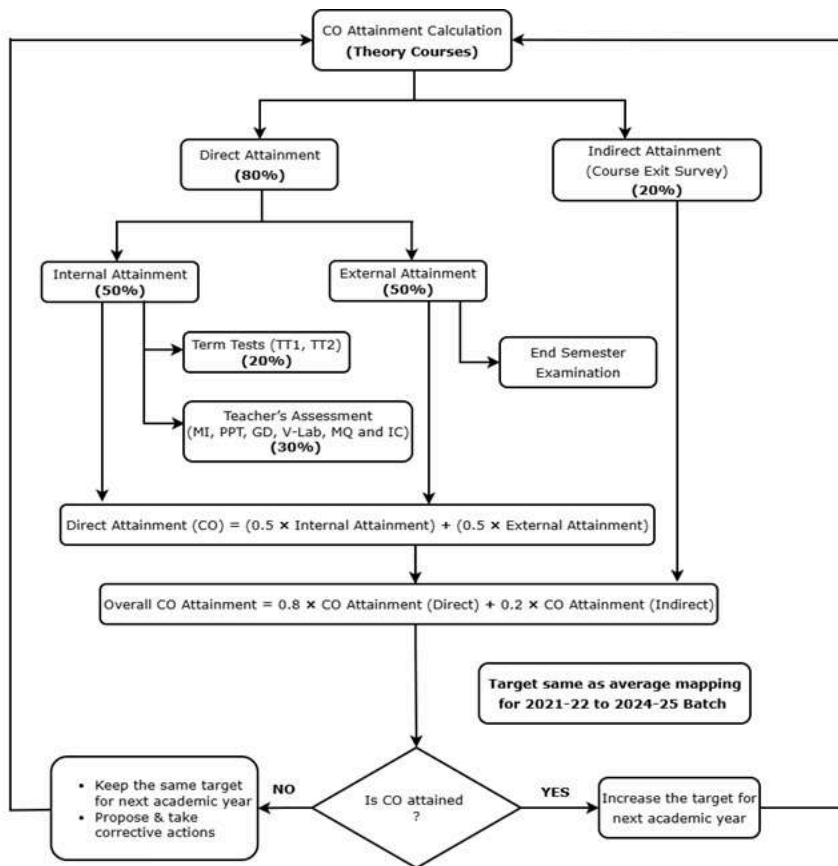 CO Attainment Calculation
(Theory Courses)
Direct Attainment
(80%)
Indirect Attainment
(Course Exit Survey)
(20%)
Internal Attainment
(50%)
External Attainment
(50%)
Term Tests (TT1, TT2)
(20%)
End Semester
Examination
Teacher's Assessment
(MI, PPT, GD, V-Lab, MQ and IC)
(30%)
Direct Attainment (CO) = (0.5 × Internal Attainment) + (0.5 × External Attainment)
Overall CO Attainment = 0.8 × CO Attainment (Direct) + 0.2 × CO Attainment (Indirect)
Target same as average mapping
for 2021-22 to 2024-25 Batch
• Keep the same target
for next academic year
• Propose & take
corrective actions
NO
Is CO attained
?
YES
Increase the target for
next academic year